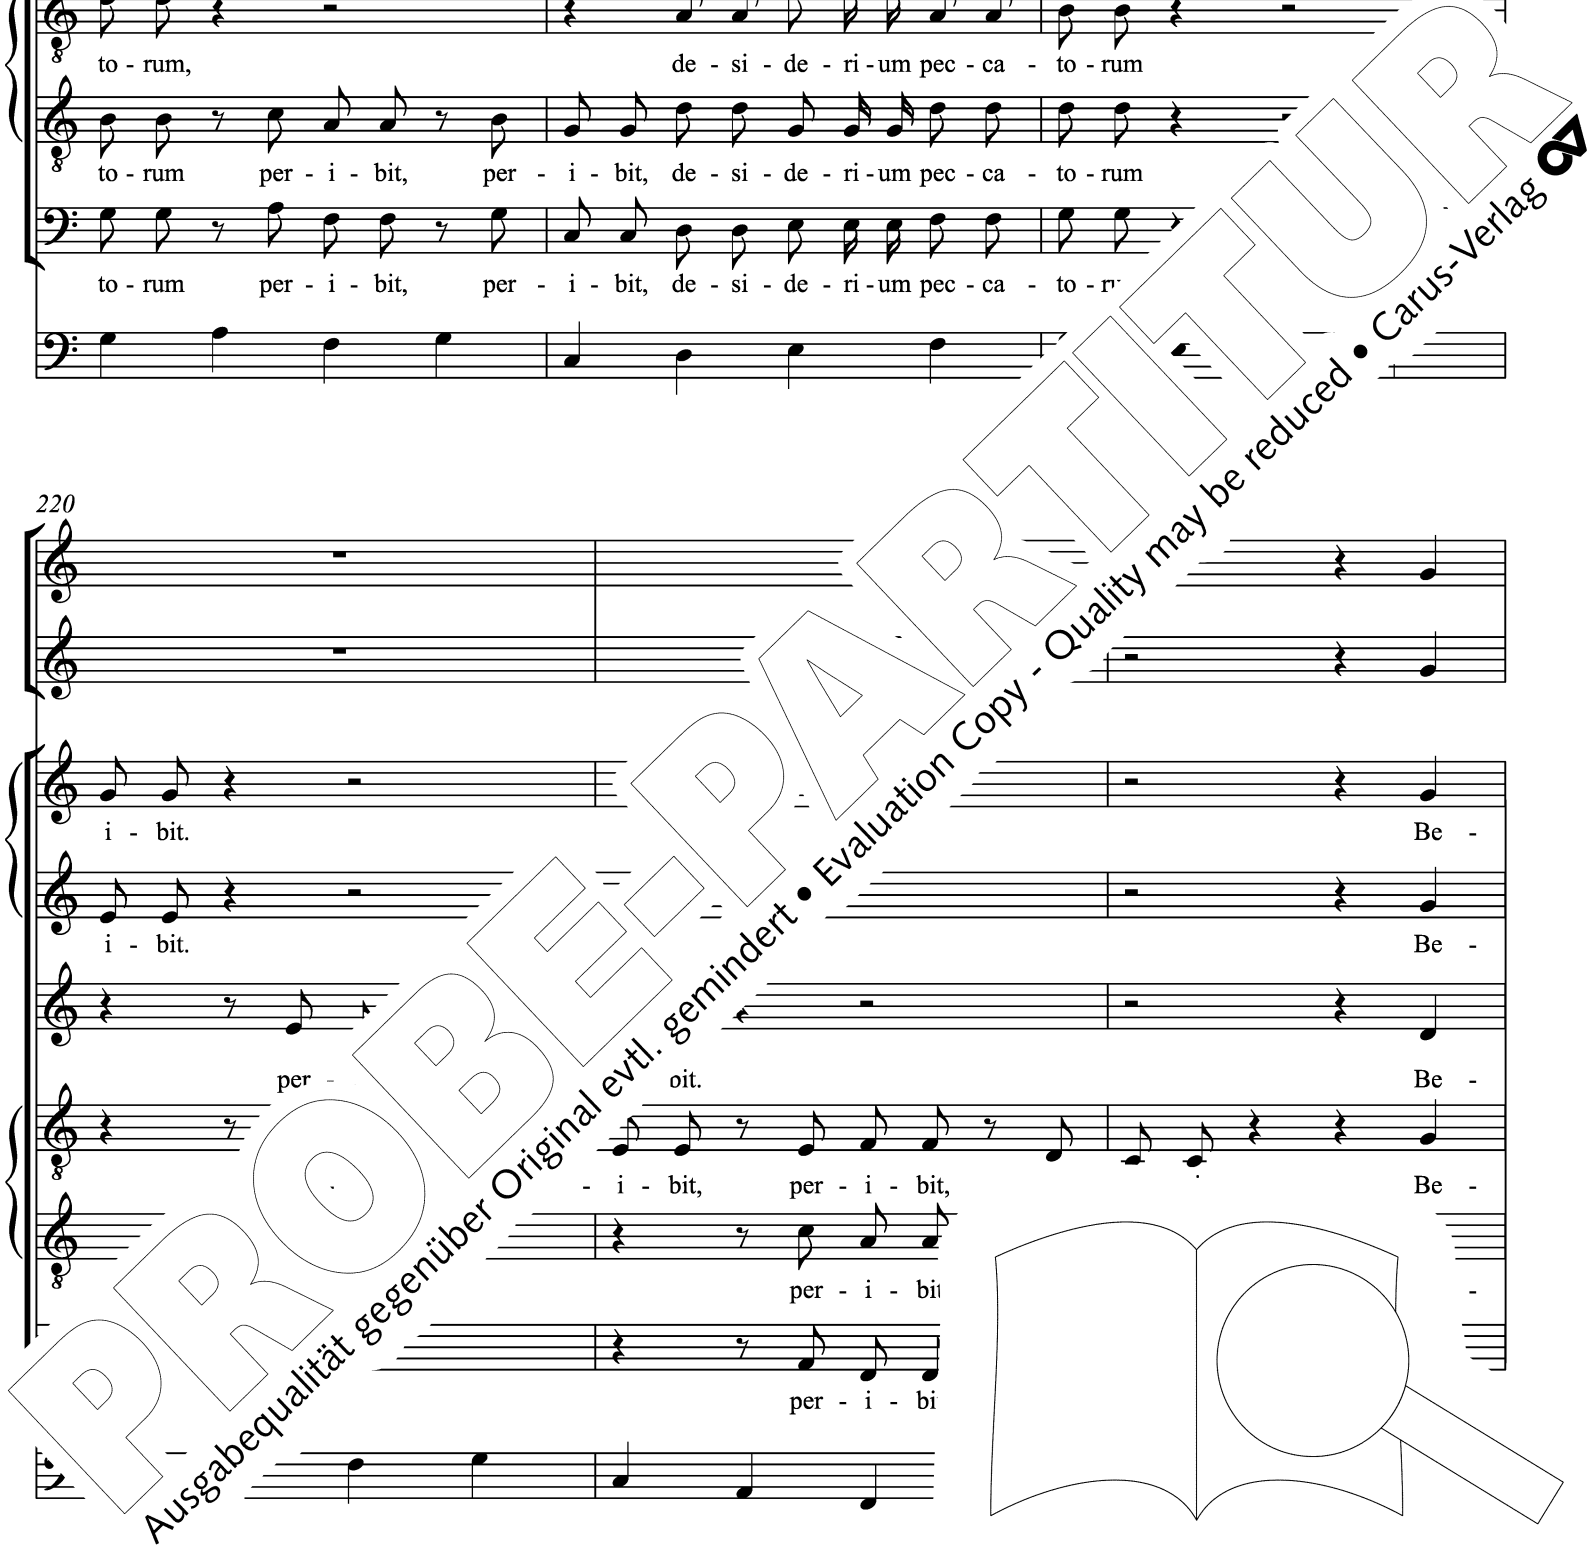 to - rum, de - si - de - ri - um pec - ca - to - rum
to - rum per - i - bit, per - i - bit, de - si - de - ri - um pec - ca - to - rum
to - rum per - i - bit, per - i - bit, de - si - de - ri - um pec - ca - to -
220
i - bit. Be -
i - bit. Be -
per - Be -
- i - bit, per - i - bit, Be -
per - i - -
per - i -
PROBE-PARTITUR
Ausgabequalität gegenüber Original evtl. gemindert • Evaluation Copy - Quality may be reduced • Carus-Verlag